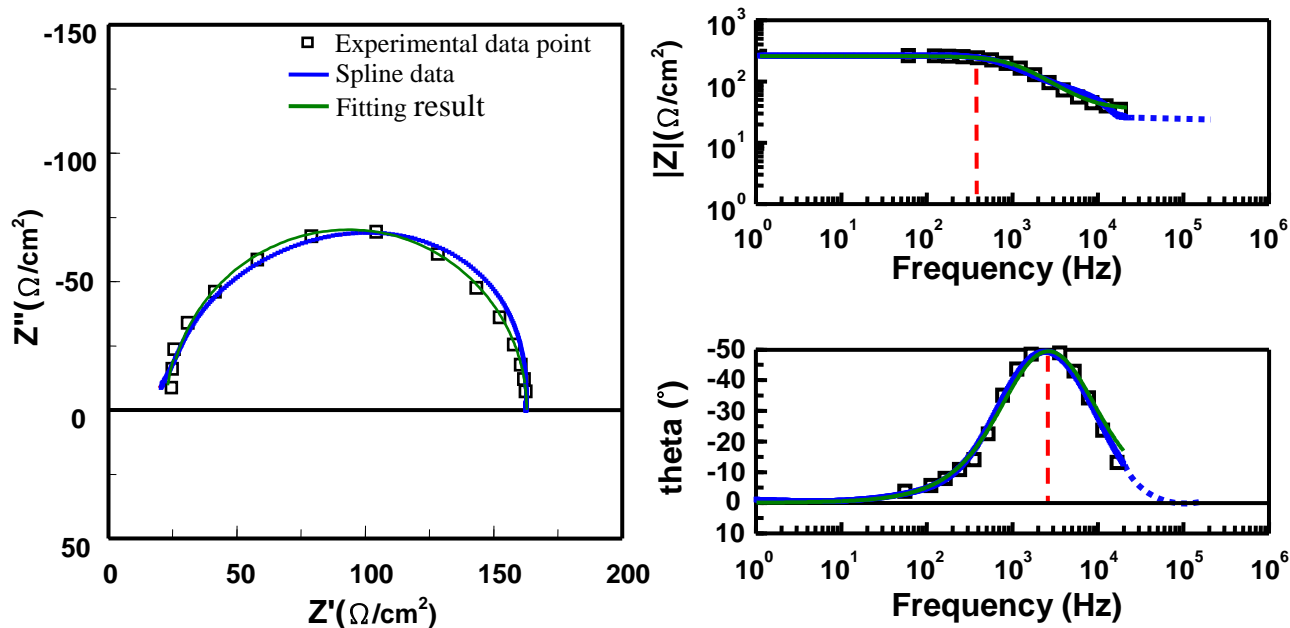 -150
-100
-50
0
50
Z''(Ω/cm²)
Experimental data point
Spline data
Fitting result
0 50 100 150 200
Z'(Ω/cm²)
10³
10²
10¹
10⁰
|Z|(Ω/cm²)
10⁰ 10¹ 10² 10³ 10⁴ 10⁵ 10⁶
Frequency (Hz)
-50
-40
-30
-20
-10
0
10
theta (°)
10⁰ 10¹ 10² 10³ 10⁴ 10⁵ 10⁶
Frequency (Hz)